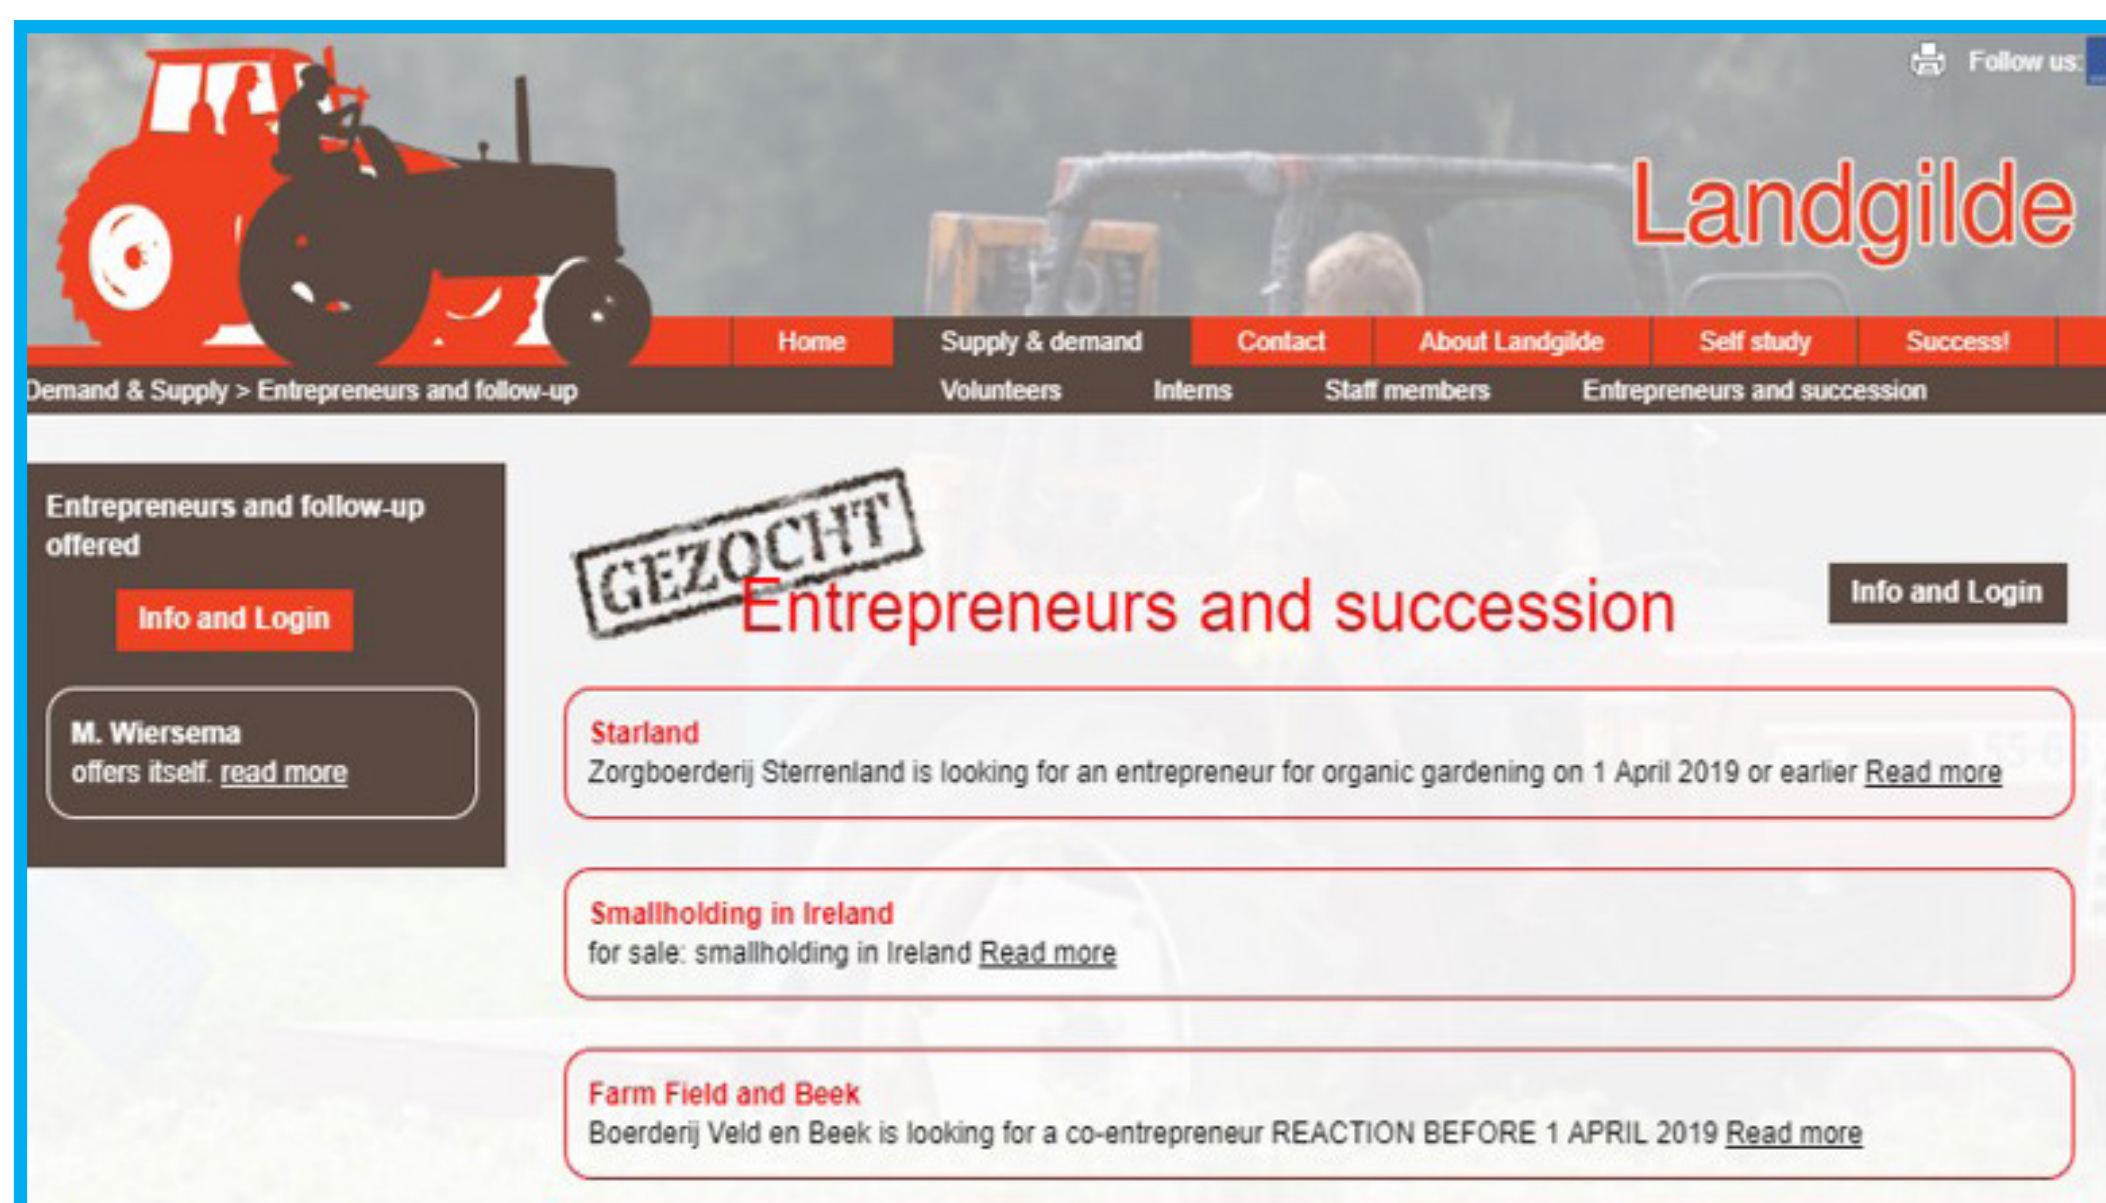 Follow us:
Landgilde
Home Supply & demand Contact About Landgilde Self study Success!
Demand & Supply > Entrepreneurs and follow-up Volunteers Interns Staff members Entrepreneurs and succession
Entrepreneurs and follow-up
offered
Info and Login
M. Wiersema
offers itself. read more
GEZOCHT
Entrepreneurs and succession
Info and Login
Starland
Zorgboerderij Sterrenland is looking for an entrepreneur for organic gardening on 1 April 2019 or earlier Read more
Smallholding in Ireland
for sale: smallholding in Ireland Read more
Farm Field and Beek
Boerderij Veld en Beek is looking for a co-entrepreneur REACTION BEFORE 1 APRIL 2019 Read more